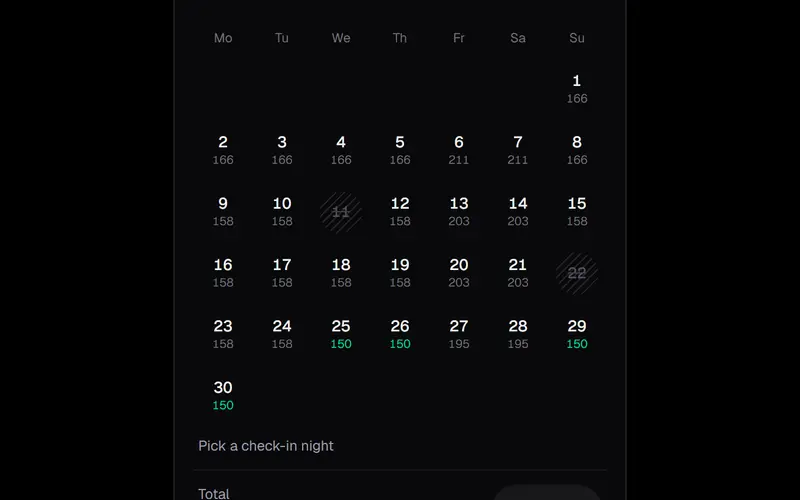 Mo Tu We Th Fr Sa Su
1
166
2 3 4 5 6 7 8
166 166 166 166 211 211 166
9 10 11 12 13 14 15
158 158 158 203 203 158
16 17 18 19 20 21 22
158 158 158 158 203 203
23 24 25 26 27 28 29
158 158 150 150 195 195 150
30
150
Pick a check-in night
Total